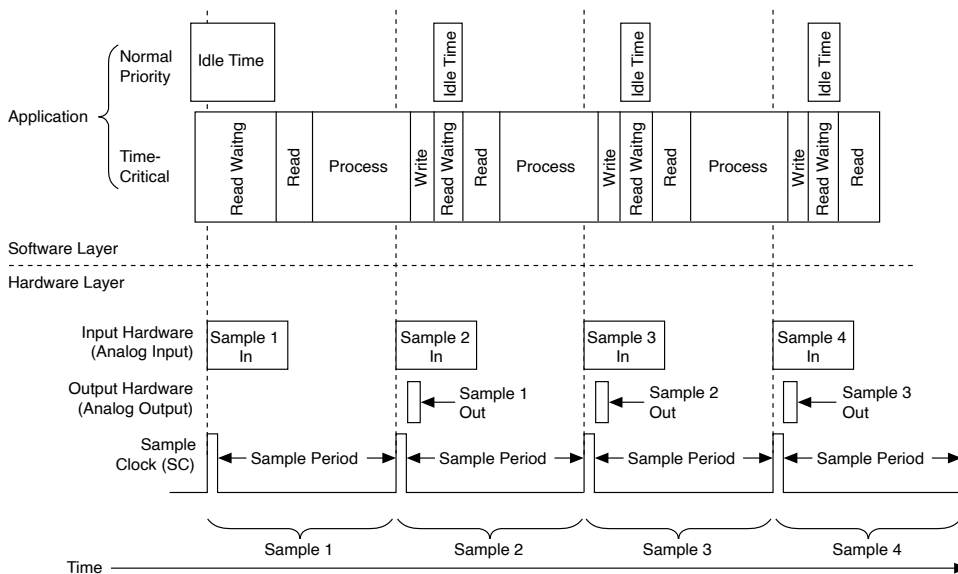 Normal
Priority
Idle Time
Idle Time
Idle Time
Idle Time
Application
Time-
Critical
Read Waitng
Read
Process
Write
Read Waitng
Read
Process
Write
Read Waitng
Read
Process
Write
Read Waitng
Read
Software Layer
Hardware Layer
Input Hardware
(Analog Input)
Sample 1
In
Sample 2
In
Sample 3
In
Sample 4
In
Output Hardware
(Analog Output)
Sample 1
Out
Sample 2
Out
Sample 3
Out
Sample
Clock (SC)
Sample Period
Sample Period
Sample Period
Sample Period
Sample 1
Sample 2
Sample 3
Sample 4
Time